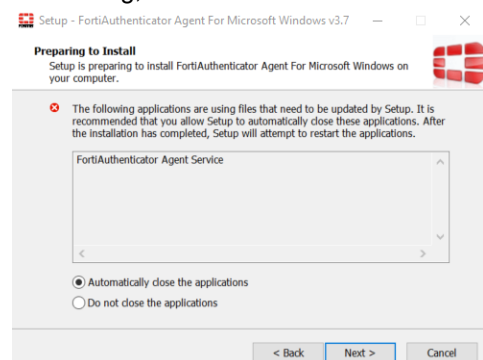 Setup - FortiAuthenticator Agent For Microsoft Windows v3.7
Preparing to Install
Setup is preparing to install FortiAuthenticator Agent For Microsoft Windows on
your computer.
The following applications are using files that need to be updated by Setup. It is
recommended that you allow Setup to automatically close these applications. After
the installation has completed, Setup will attempt to restart the applications.
FortiAuthenticator Agent Service
Automatically close the applications
Do not close the applications
< Back Next > Cancel